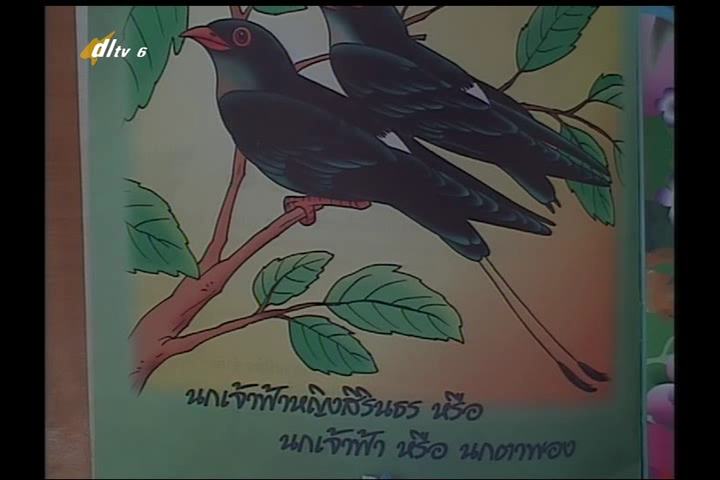 dltv 6
นกเจ้าฟ้าหญิงสิรินธร หรือ
นกเจ้าฟ้า หรือ นกตาพอง